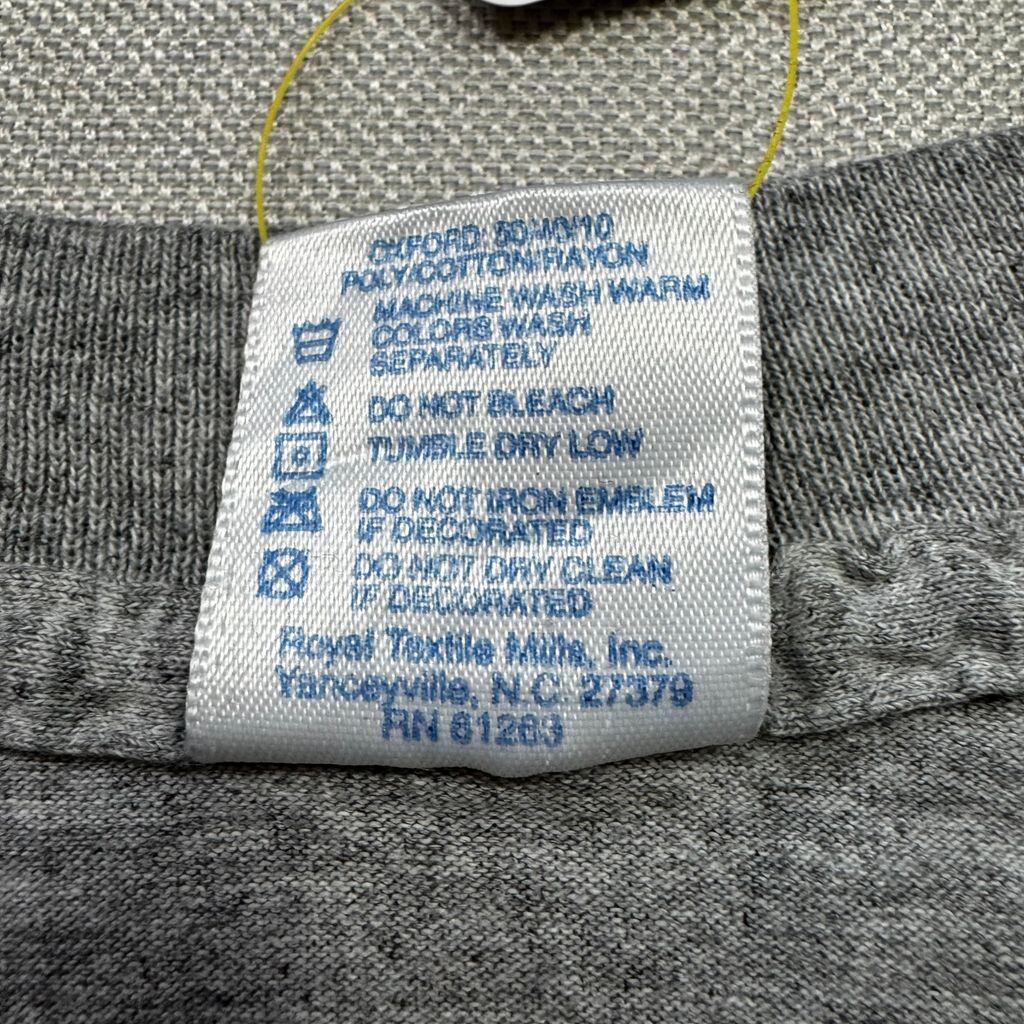 OXFORD: 50/40/10
POLY/COTTON/RAYON
MACHINE WASH WARM
COLORS WASH
SEPARATELY
DO NOT BLEACH
TUMBLE DRY LOW
DO NOT IRON EMBLEM
IF DECORATED
DO NOT DRY CLEAN
IF DECORATED
Royal Textile Mills, Inc.
Yanceyville, N.C. 27379
RN 61283